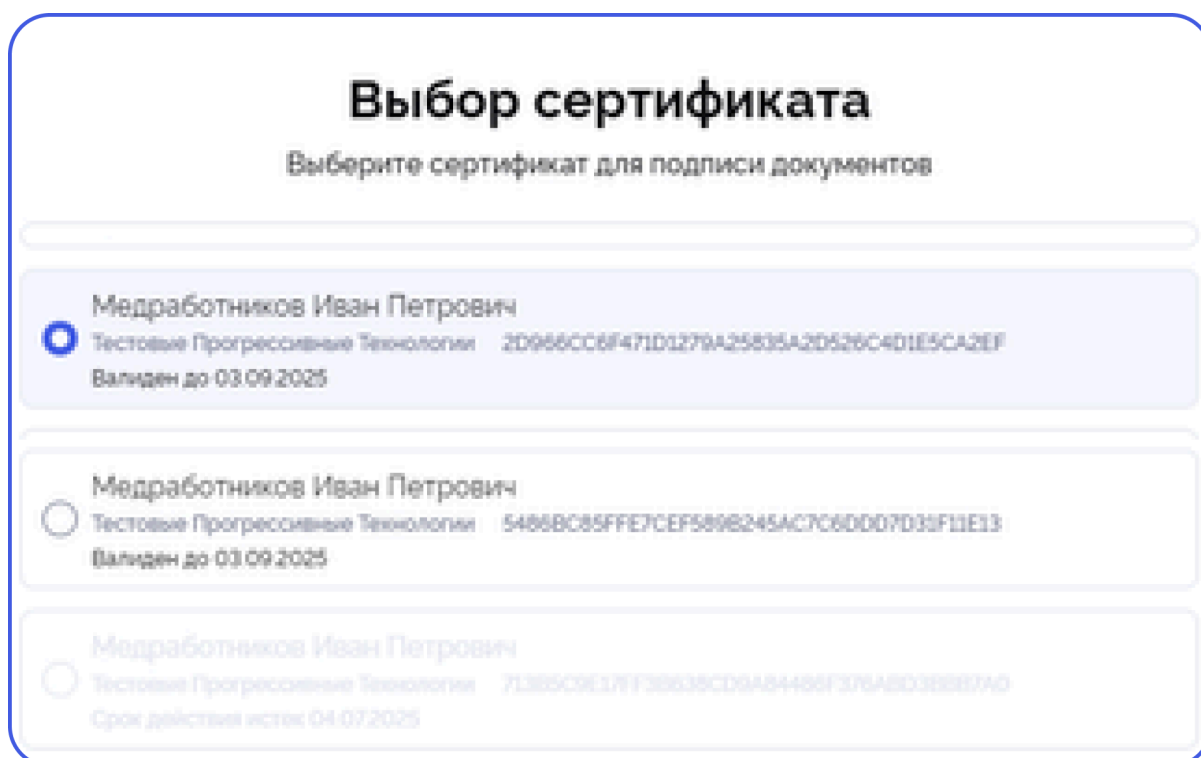 Выбор сертификата
Выберите сертификат для подписи документов
Медработников Иван Петрович
Тестовые Прогрессивные Технологии 2D966CC6F471D1279A25835A2D526C4D1E5CA2EF
Валиден до 03.09.2025
Медработников Иван Петрович
Тестовые Прогрессивные Технологии 5486BC85FFE7CEF589B245AC7C6DDD7D31F11E13
Валиден до 03.09.2025
Медработников Иван Петрович
Тестовые Прогрессивные Технологии
Срок действия истек 04.07.2025